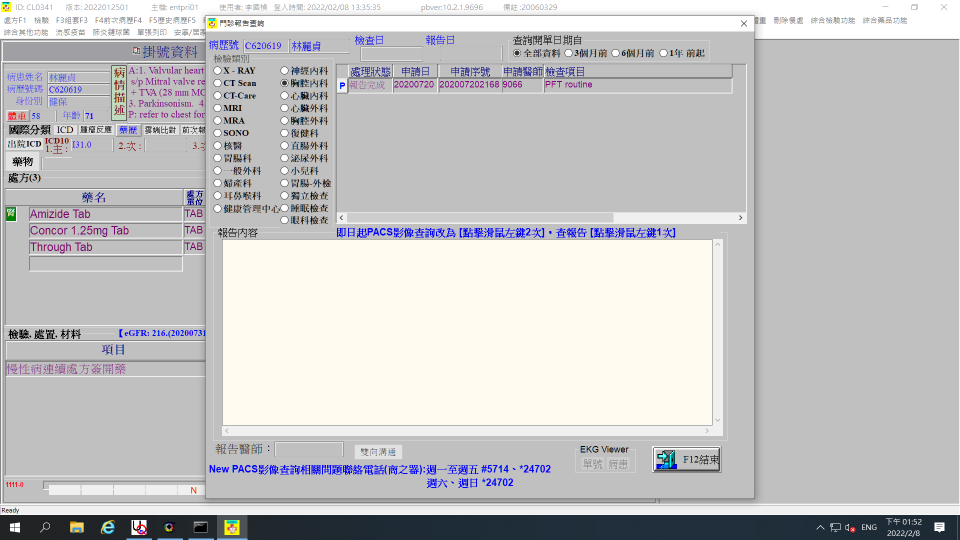 ID: CL0341 版本: 2022012501 主機: entpri01 使用者: 李國楨 登入時間: 2022/02/08 13:35:35 pbver:10.2.1.9696 備註 :20060329
處方F1 檢驗 F3組套F3 F4前次病歷F4 F5歷史病歷F5
刪除餐處 綜合檢驗功能 綜合藥品功能
綜合其他功能 流感疫苗 肺炎鏈球菌 單張列印
門診報告查詢
掛號資料
病患姓名 林麗貞
病歷號碼 C620619
身份別 健保
體重 58 年齡 71
病情描述
A:1. Valvular heart
s/p Mitral valve re
+ TVA (28 mm MC
3. Parkinsonism. 4
P: refer to chest for
國際分類 ICD 腫瘤反應 藥歷 雲端比對
出院ICD ICD10 1.主: I31.0 2.次: 3.次
藥物
處方(3)
藥名 處方單位
腎 Amizide Tab TAB
Concor 1.25mg Tab TAB
Through Tab TAB
檢驗, 處置, 材料 【eGFR: 216.(20200731
項目
慢性病連續處方簽開藥
1111-0 N
Ready
病歷號 C620619 林麗貞 檢查日 報告日
查詢開單日期自
全部資料 3個月前 6個月前 1年 前起
檢驗類別
X - RAY 神經內科
CT Scan 胸腔內科
CT-Care 心臟內科
MRI 心臟外科
MRA 胸腔外科
SONO 復健科
核醫 直腸外科
胃腸科 泌尿外科
一般外科 小兒科
婦產科 胃腸-外檢
耳鼻喉科 獨立檢查
健康管理中心 睡眠檢查
眼科檢查
處理狀態 申請日 申請序號 申請醫師 檢查項目
P 報告完成 20200720 202007202168 9066 PFT routine
報告內容 即日起PACS影像查詢改為 [點擊滑鼠左鍵2次]・查報告 [點擊滑鼠左鍵1次]
報告醫師： 雙向溝通
EKG Viewer
單號 病患
F12結束
New PACS影像查詢相關問題聯絡電話(商之器):週一至週五 #5714、*24702
週六、週日 *24702
ENG
下午 01:52
2022/2/8